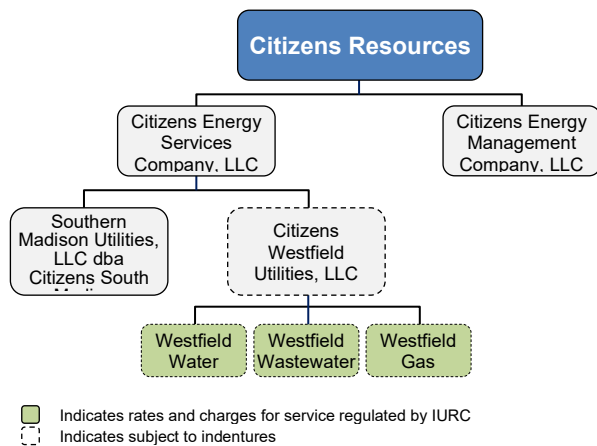 Citizens Resources
Citizens Energy
Services
Company, LLC
Citizens Energy
Management
Company, LLC
Southern
Madison Utilities,
LLC dba
Citizens South
Citizens
Westfield
Utilities, LLC
Westfield
Water
Westfield
Wastewater
Westfield
Gas
Indicates rates and charges for service regulated by IURC
Indicates subject to indentures